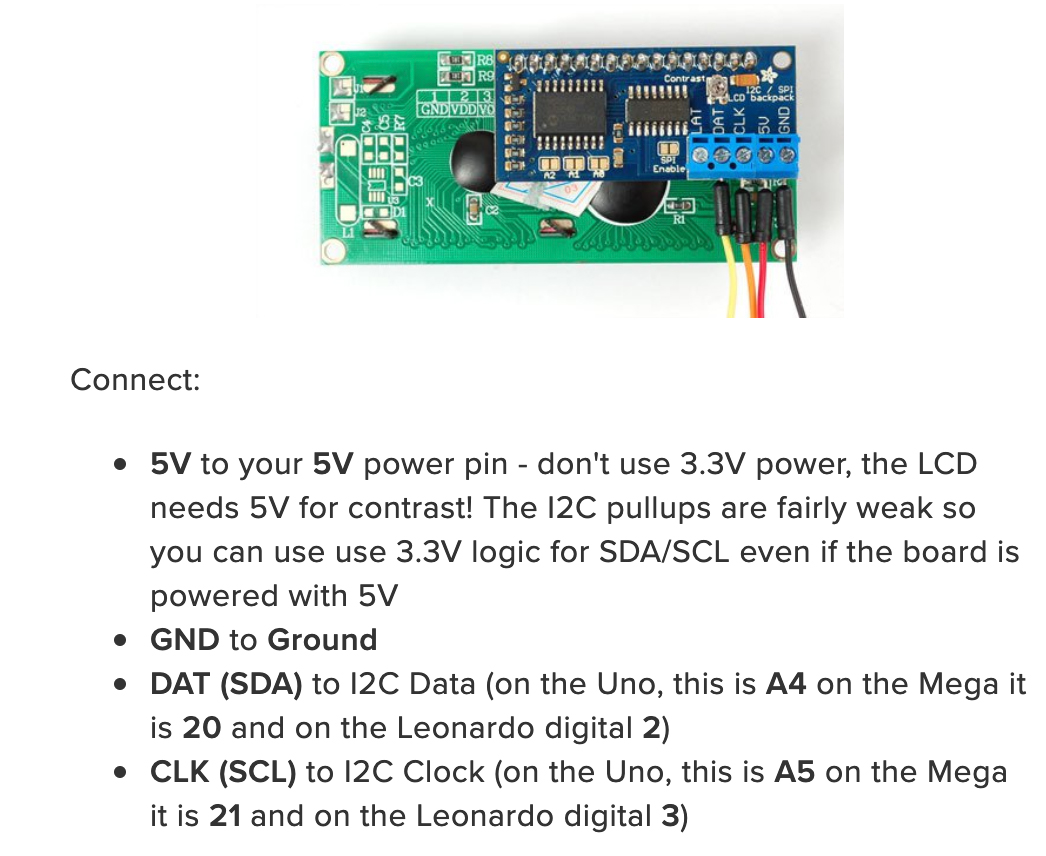 R8
R9
J1
J2
1 2 3
GND VDD VO
C4 C5 R7
C3
U3
D1
L1
X
C2
R1
Contrast
I2C / SPI
LCD backpack
LAT DAT CLK 5V GND
SPI
Enable
A2 A1 A0
03
Connect:
• 5V to your 5V power pin - don't use 3.3V power, the LCD
needs 5V for contrast! The I2C pullups are fairly weak so
you can use use 3.3V logic for SDA/SCL even if the board is
powered with 5V
• GND to Ground
• DAT (SDA) to I2C Data (on the Uno, this is A4 on the Mega it
is 20 and on the Leonardo digital 2)
• CLK (SCL) to I2C Clock (on the Uno, this is A5 on the Mega
it is 21 and on the Leonardo digital 3)